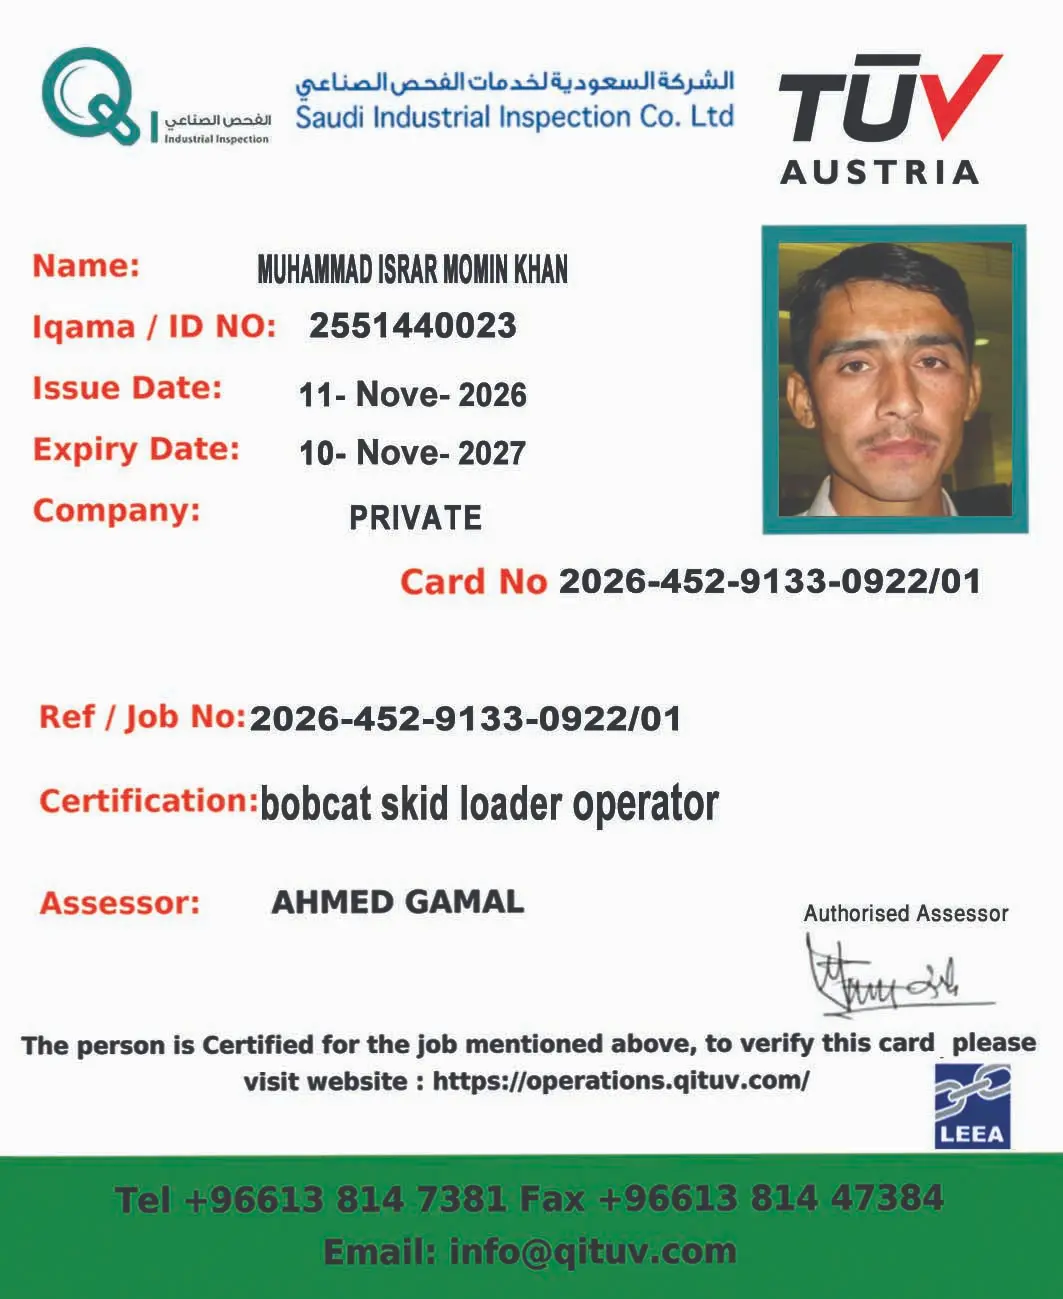 الفحص الصناعي
Industrial Inspection
الشركة السعودية لخدمات الفحص الصناعي
Saudi Industrial Inspection Co. Ltd
TÜV
AUSTRIA
Name: MUHAMMAD ISRAR MOMIN KHAN
Iqama / ID NO: 2551440023
Issue Date: 11- Nove- 2026
Expiry Date: 10- Nove- 2027
Company: PRIVATE
Card No 2026-452-9133-0922/01
Ref / Job No: 2026-452-9133-0922/01
Certification: bobcat skid loader operator
Assessor: AHMED GAMAL
Authorised Assessor
The person is Certified for the job mentioned above, to verify this card please
visit website : https://operations.qituv.com/
LEEA
Tel +96613 814 7381 Fax +96613 814 47384
Email: info@qituv.com